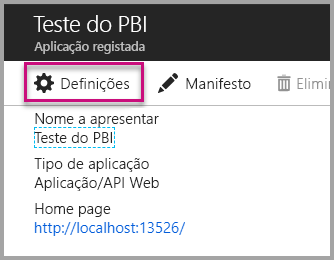 Teste do PBI
Aplicação registada
Definições
Manifesto
Elimin
Nome a apresentar
Teste do PBI
Tipo de aplicação
Aplicação/API Web
Home page
http://localhost:13526/